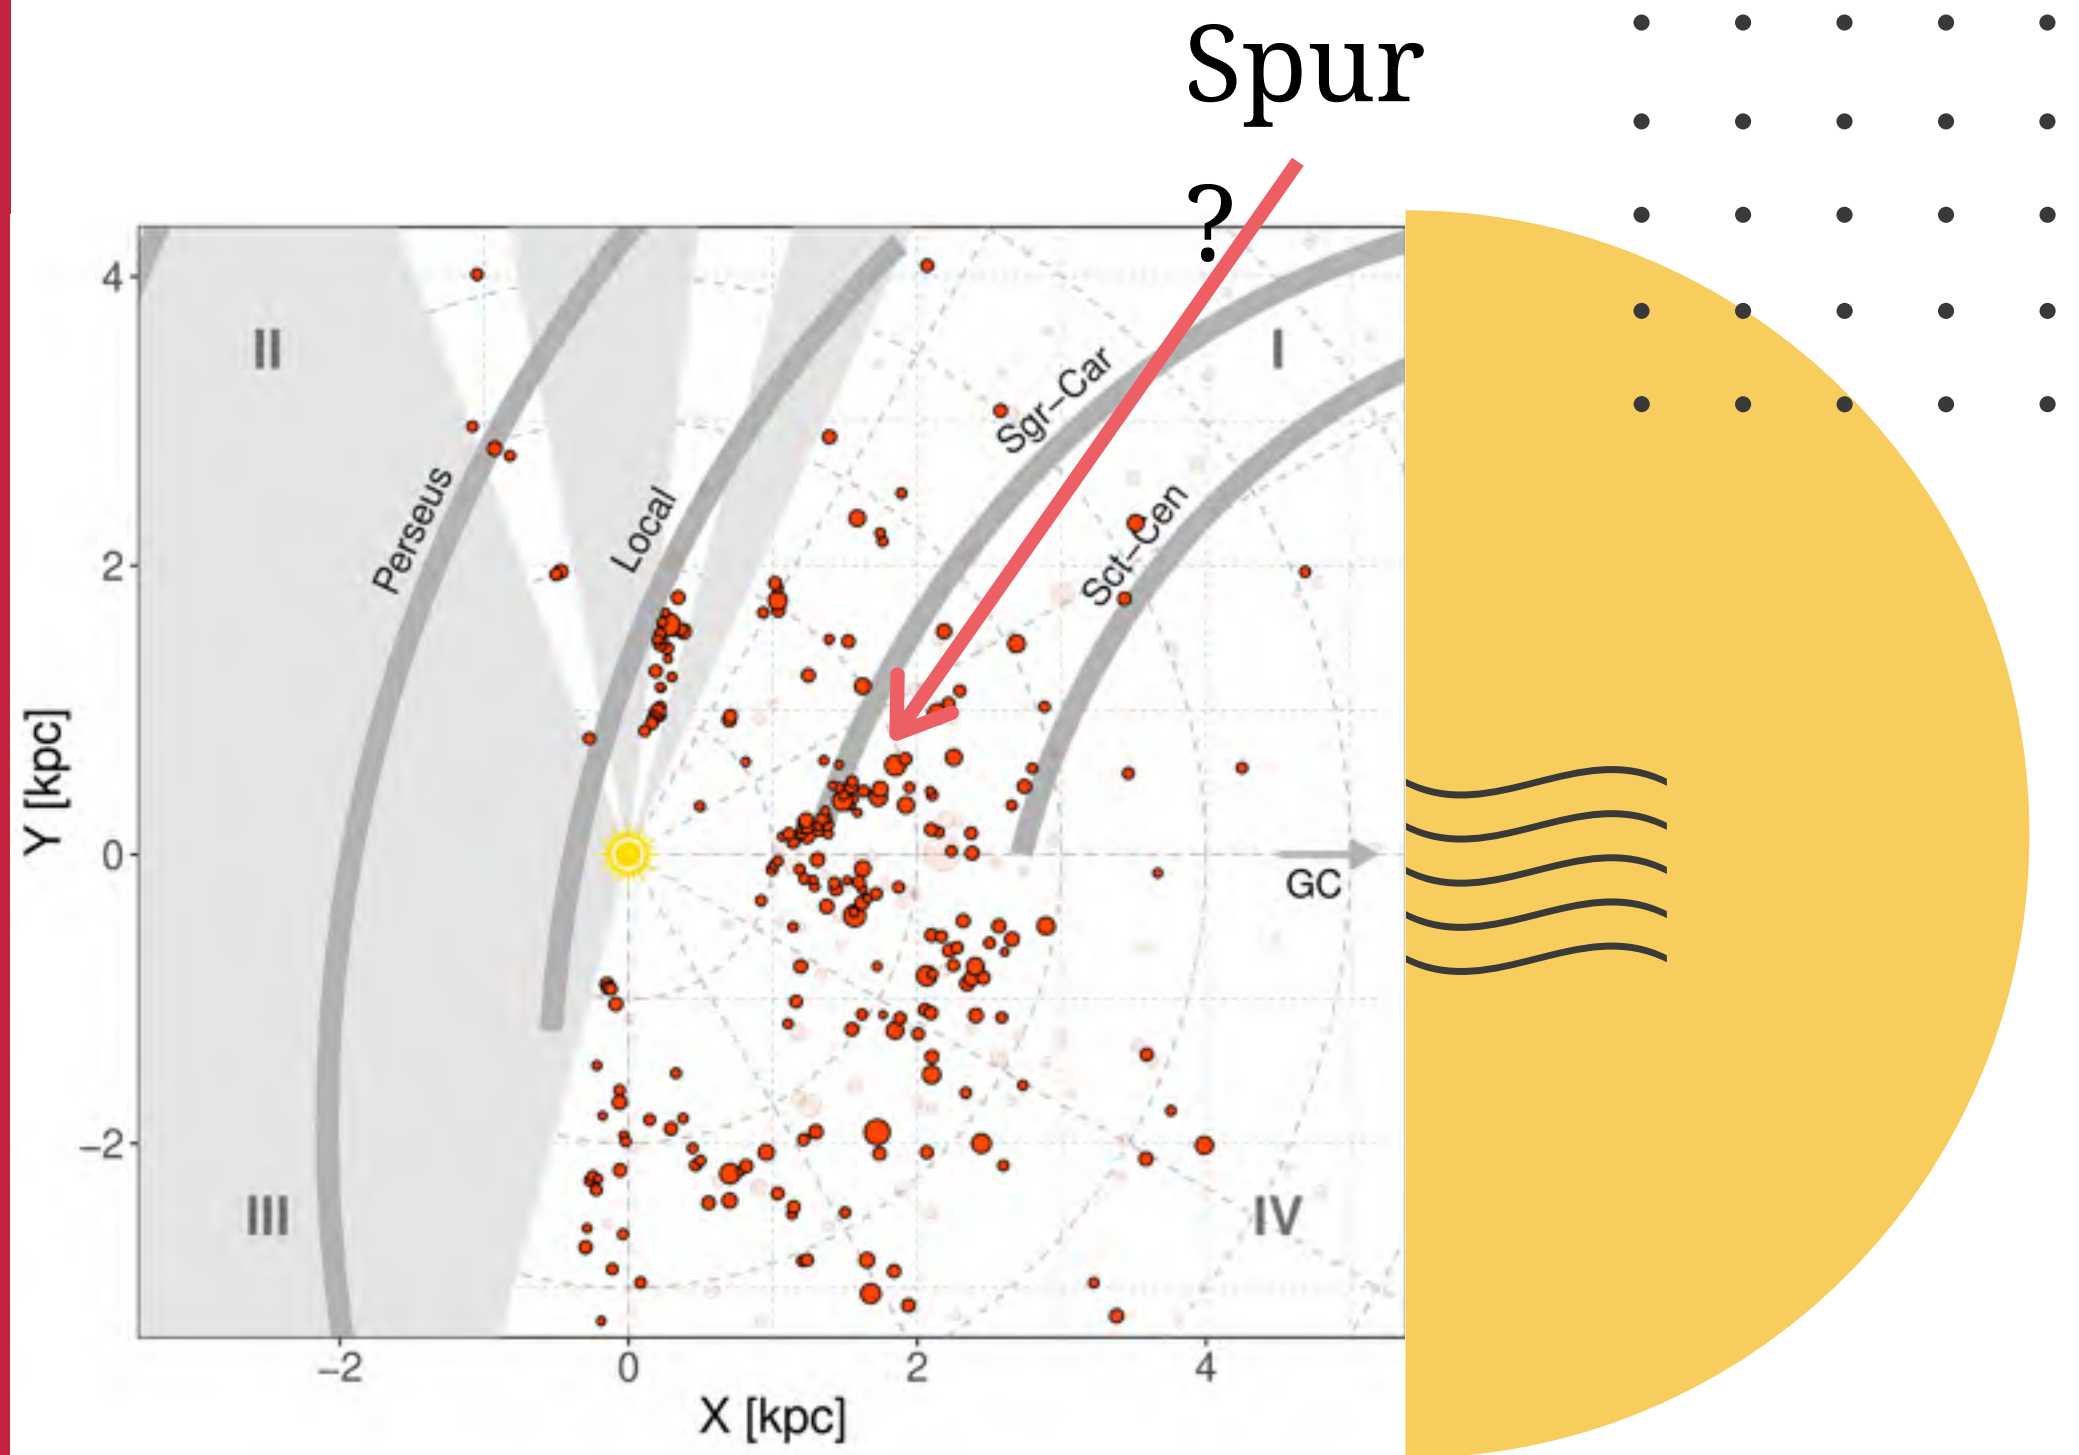 Spur
?
4
2
0
−2
Y [kpc]
II
I
III
IV
Perseus
Local
Sgr−Car
Sct−Cen
GC
−2
0
2
4
X [kpc]